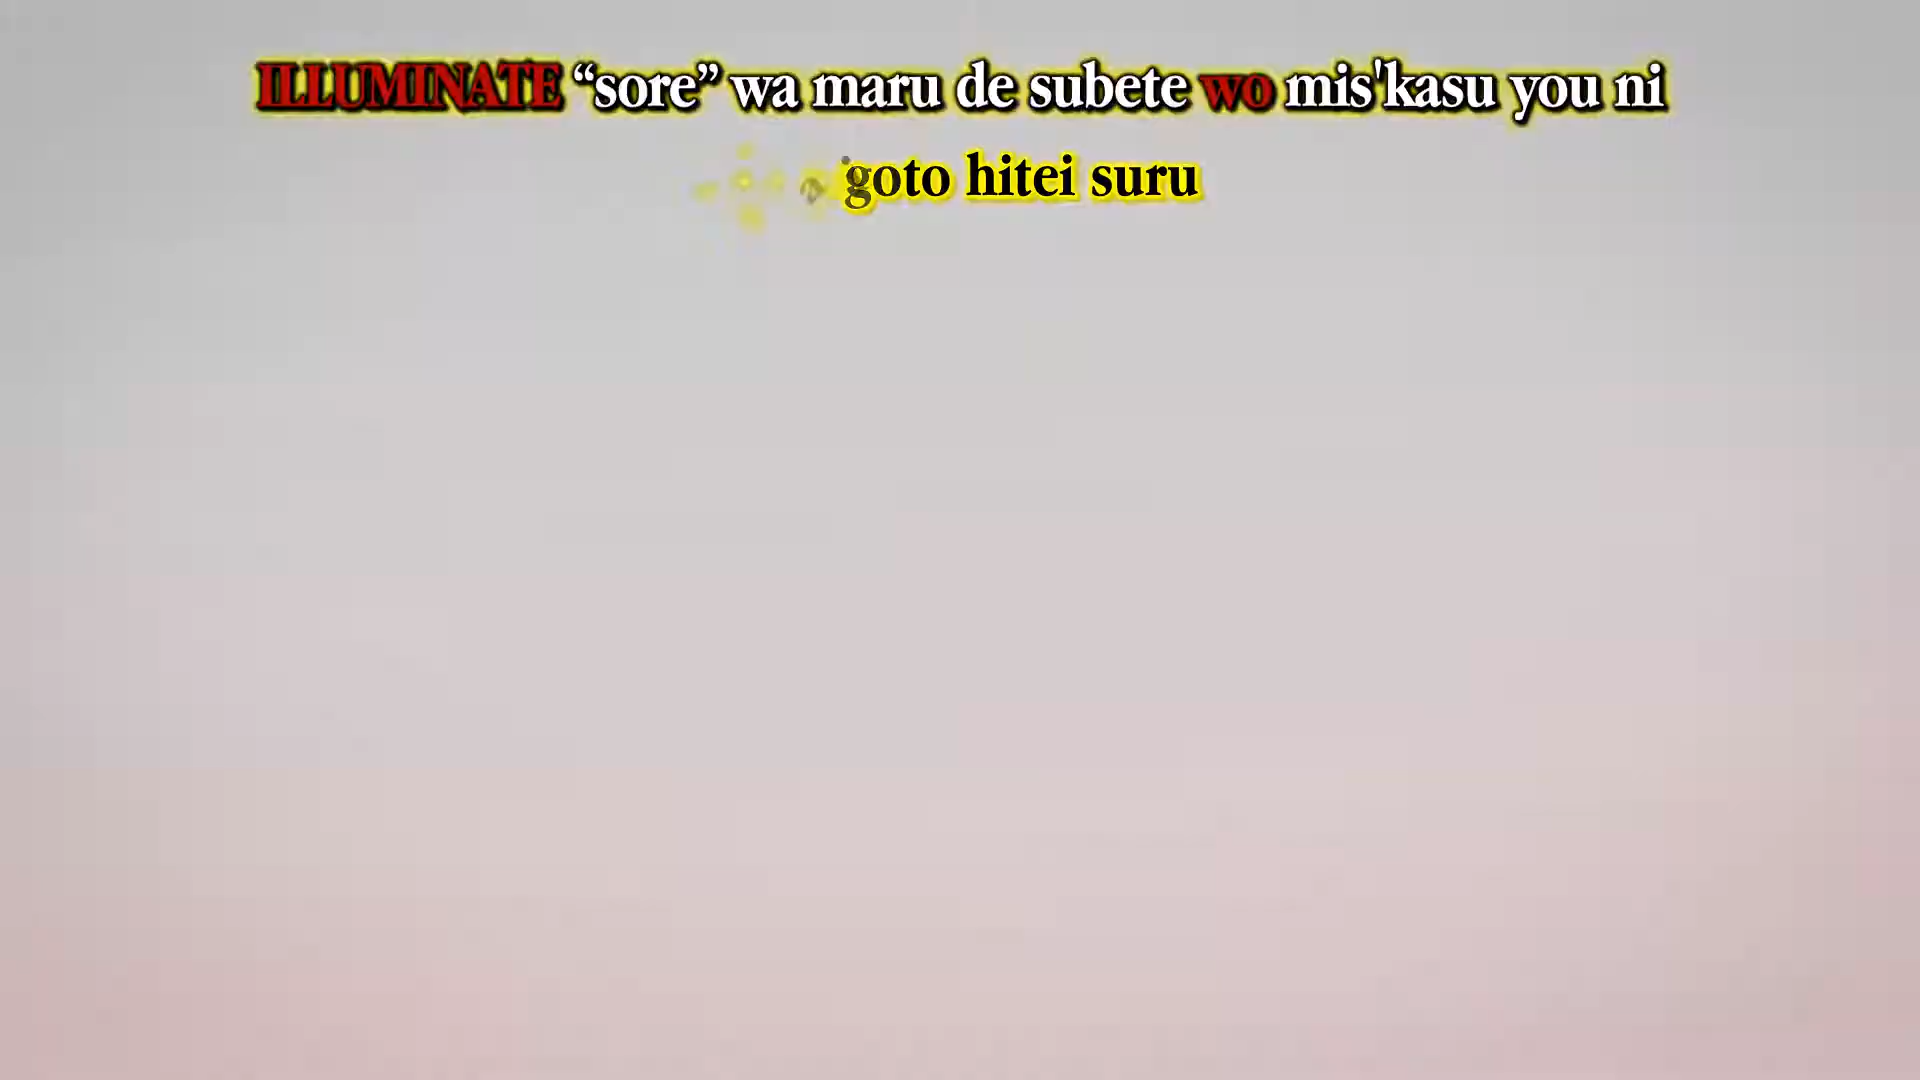 ILLUMINATE “sore” wa maru de subete wo mis'kasu you ni
goto hitei suru